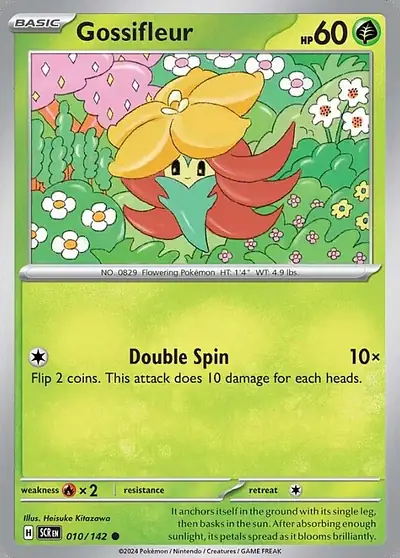 BASIC
Gossifleur
HP60
NO. 0829 Flowering Pokémon HT: 1'4" WT: 4.9 lbs.
Double Spin 10×
Flip 2 coins. This attack does 10 damage for each heads.
weakness ×2 resistance retreat
Illus. Heisuke Kitazawa
H SCR EN 010/142
It anchors itself in the ground with its single leg,
then basks in the sun. After absorbing enough
sunlight, its petals spread as it blooms brilliantly.
©2024 Pokémon / Nintendo / Creatures / GAME FREAK